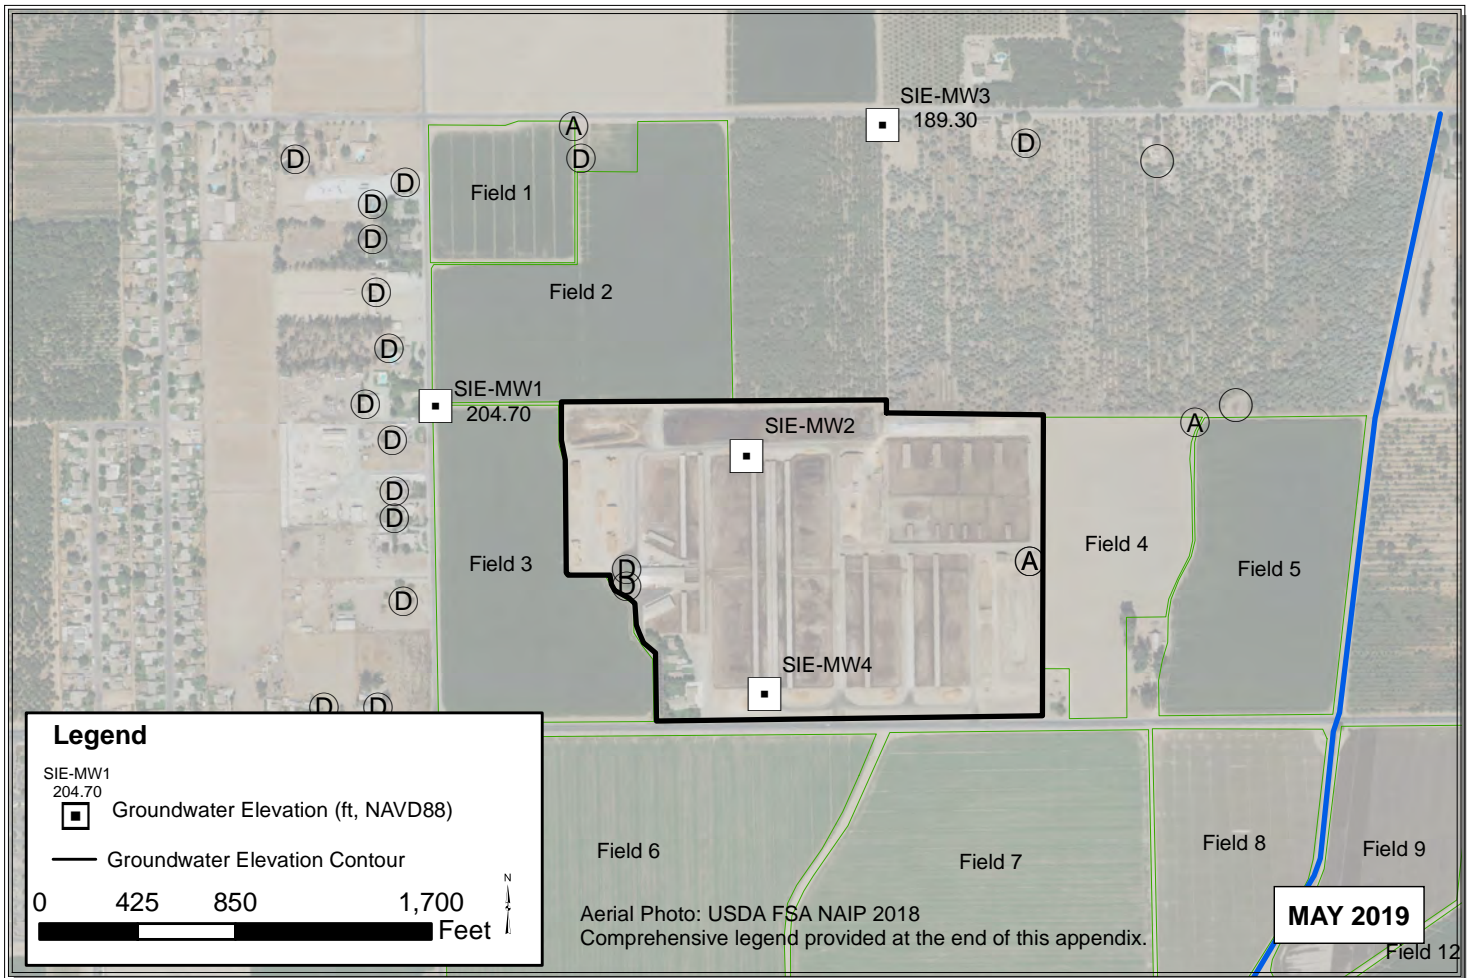 SIE-MW3
189.30
A
D
D
D
D
Field 1
D
D
D
Field 2
D
SIE-MW1
204.70
D
A
SIE-MW2
D
D
D
Field 4
Field 3
D
A
Field 5
B
D
SIE-MW4
D
D
Legend
SIE-MW1
204.70
Groundwater Elevation (ft, NAVD88)
Groundwater Elevation Contour
0 425 850 1,700
Feet
N
Field 6
Field 7
Field 8
Field 9
Aerial Photo: USDA FSA NAIP 2018
Comprehensive legend provided at the end of this appendix.
MAY 2019
Field 12